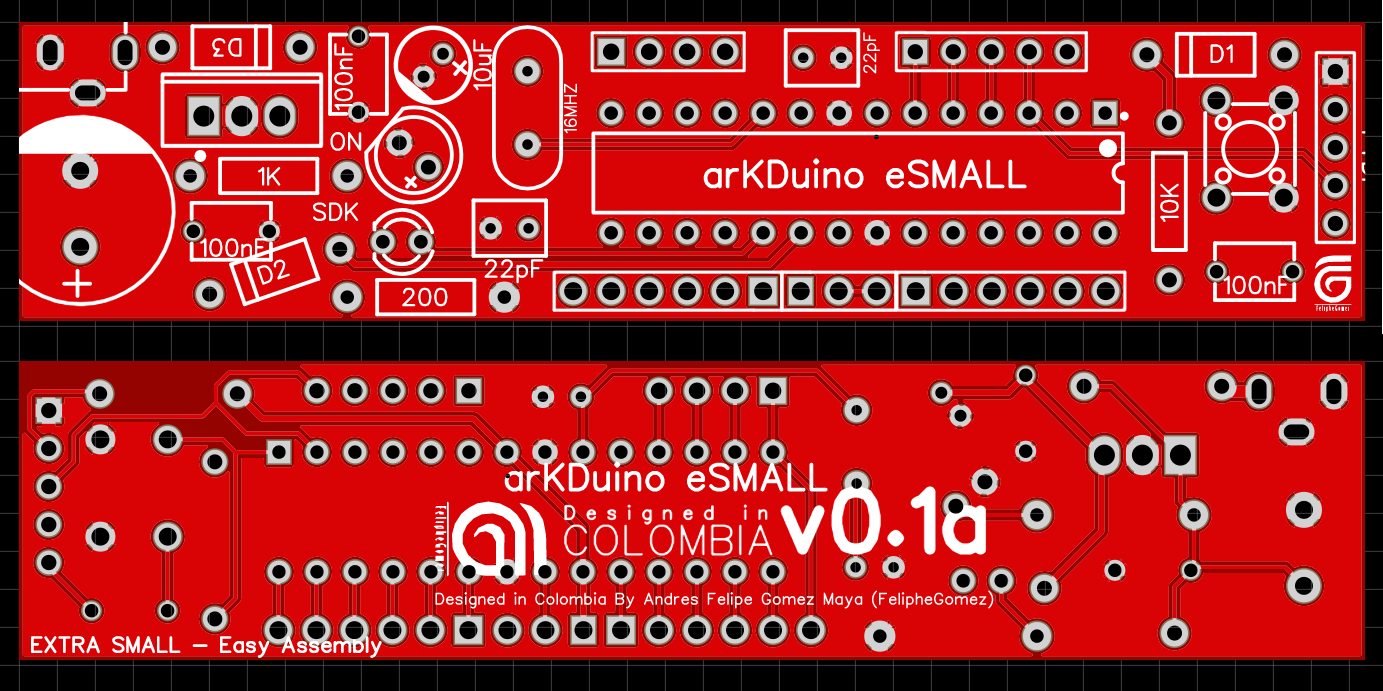 D3
100nF
10uF
16MHZ
22pF
D1
ON
1K
SDK
arKDuino eSMALL
10K
100nF
D2
+
200
22pF
100nF
FelipheGomez
arKDuino eSMALL
FelipheGomez
Designed in
COLOMBIA
v0.1a
Designed in Colombia By Andres Felipe Gomez Maya (FelipheGomez)
EXTRA SMALL - Easy Assembly